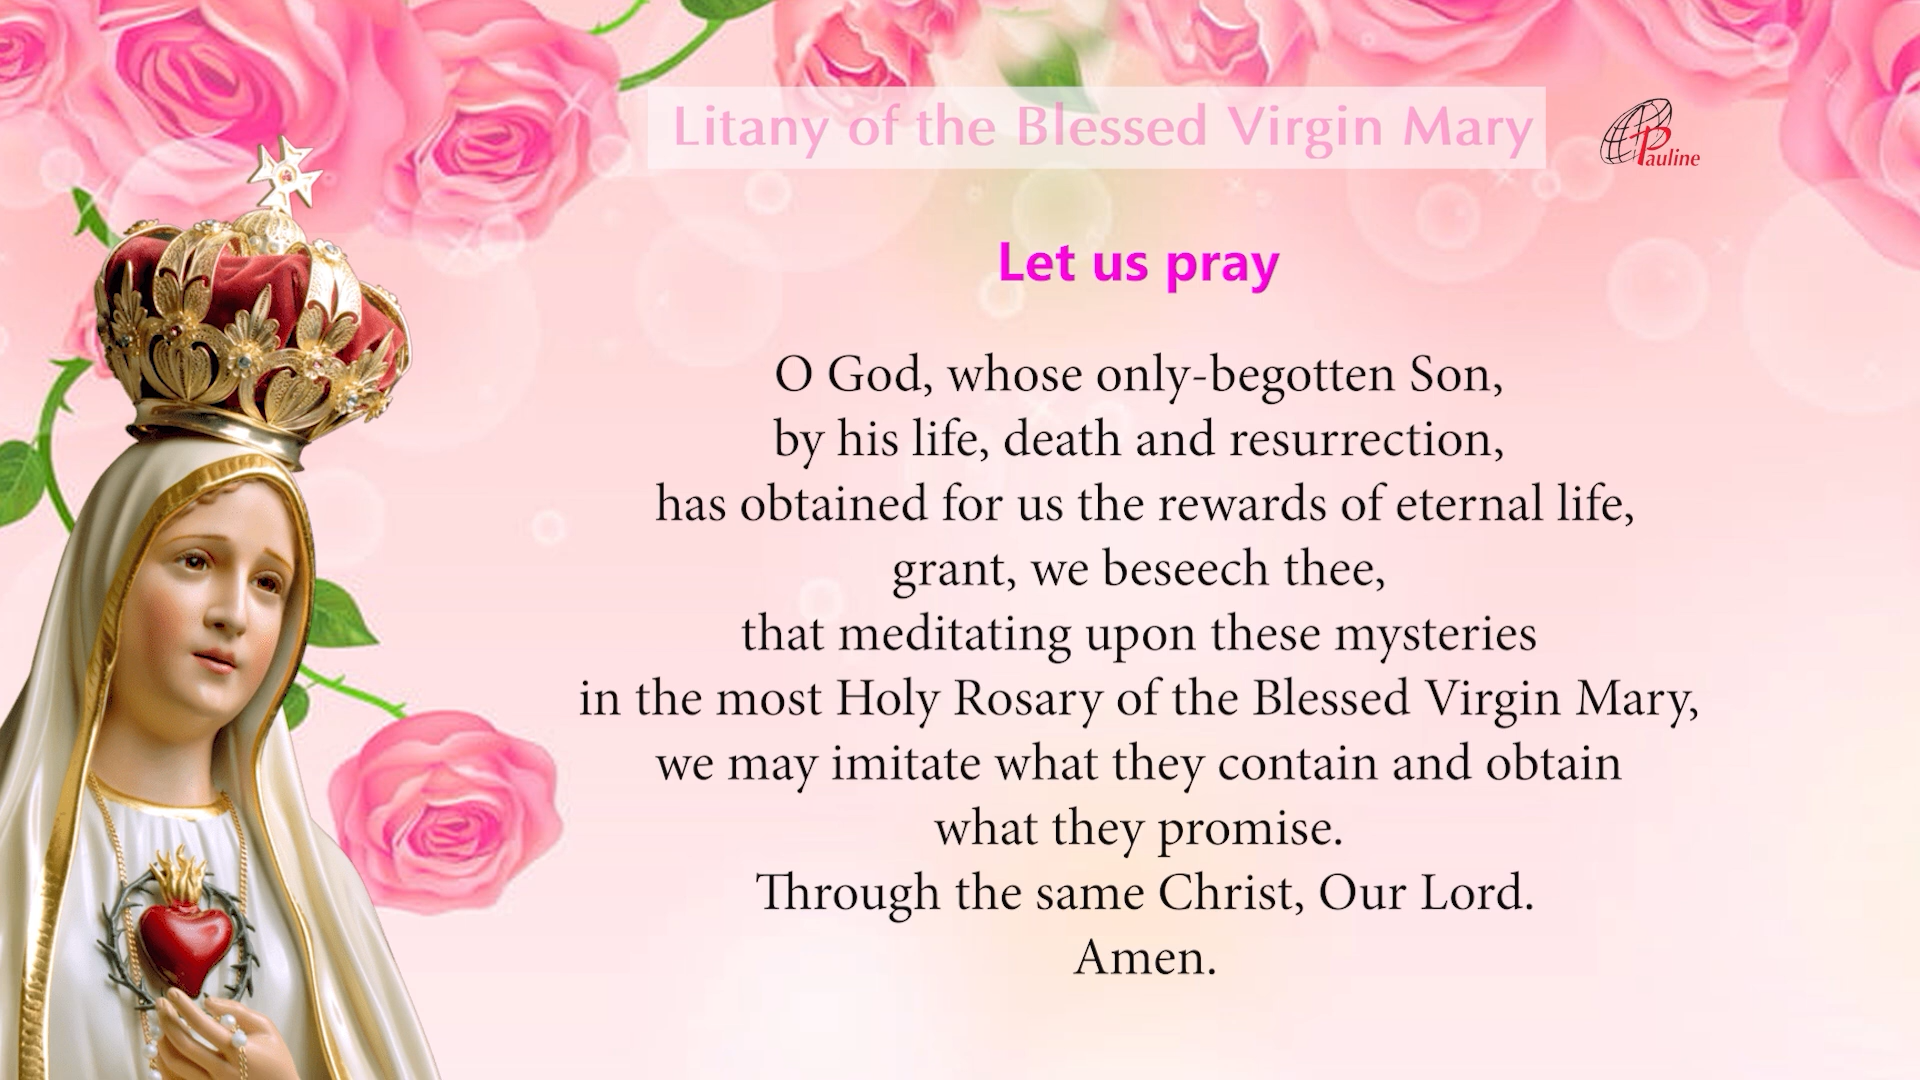 Litany of the Blessed Virgin Mary
Pauline
Let us pray
O God, whose only-begotten Son,
by his life, death and resurrection,
has obtained for us the rewards of eternal life,
grant, we beseech thee,
that meditating upon these mysteries
in the most Holy Rosary of the Blessed Virgin Mary,
we may imitate what they contain and obtain
what they promise.
Through the same Christ, Our Lord.
Amen.